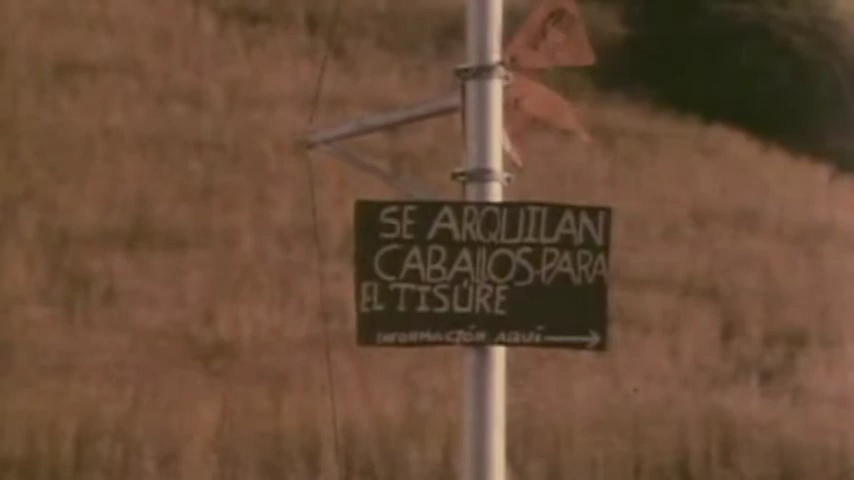 SE ARQUILAN
CABALLOS PARA
EL TISÚRE
INFORMACIÓN AQUÍ